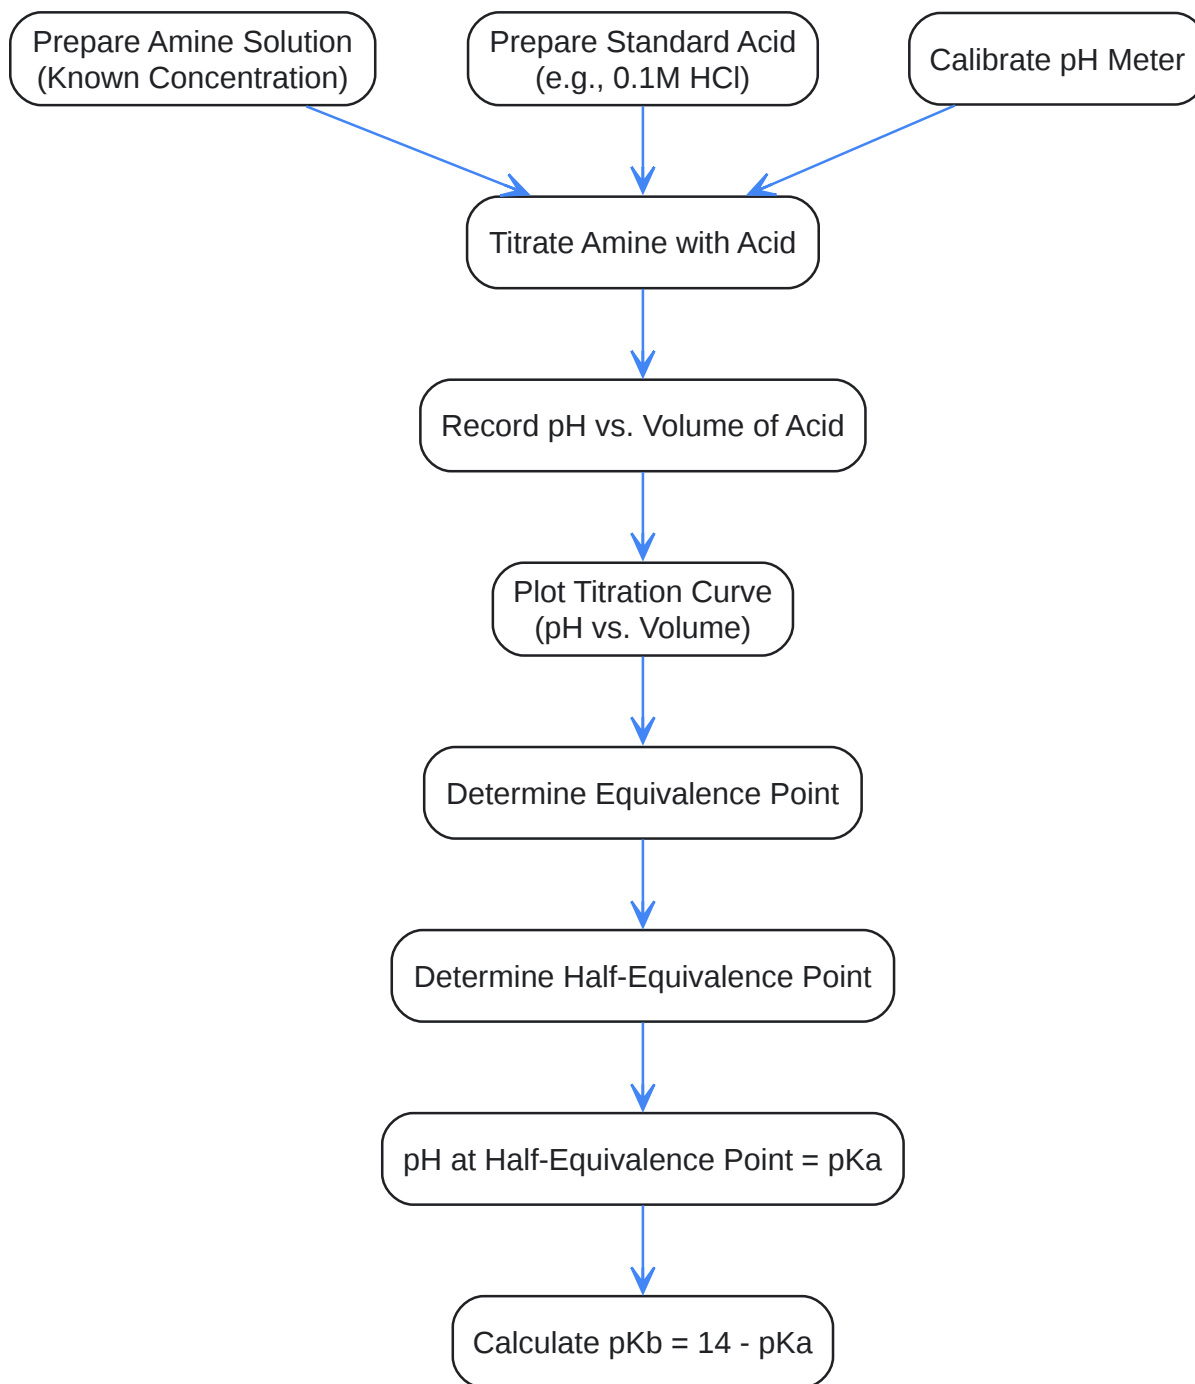 Prepare Amine Solution
(Known Concentration)
Prepare Standard Acid
(e.g., 0.1M HCl)
Calibrate pH Meter
Titrate Amine with Acid
Record pH vs. Volume of Acid
Plot Titration Curve
(pH vs. Volume)
Determine Equivalence Point
Determine Half-Equivalence Point
pH at Half-Equivalence Point = pKa
Calculate pKb = 14 - pKa